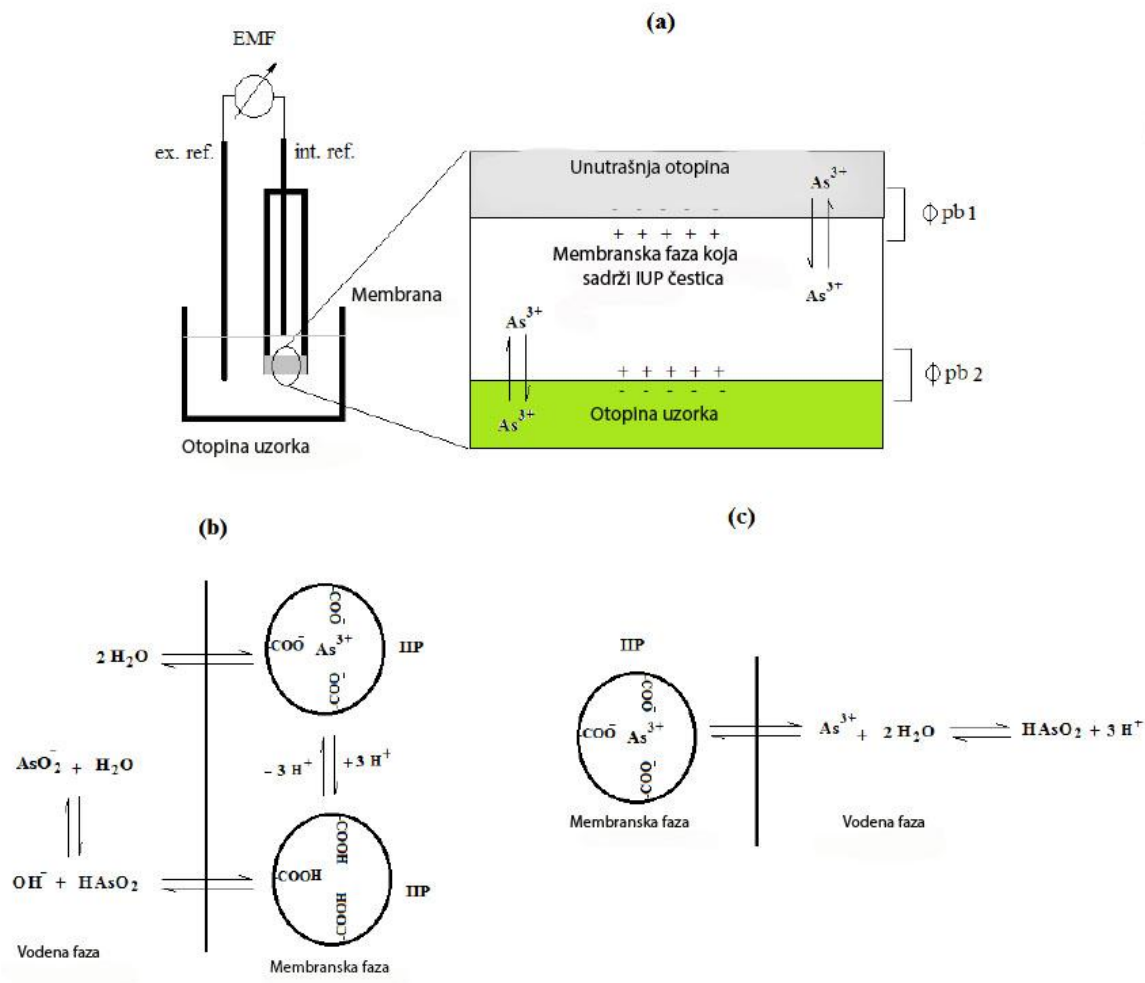 (a)
EMF
ex. ref.
int. ref.
Membrana
Otopina uzorka
Unutrašnja otopina
As3+
- - - - -
+ + + + +
Φ pb 1
Membranska faza koja
sadrži IUP čestica
As3+
As3+
+ + + + +
- - - - -
Φ pb 2
As3+
Otopina uzorka
(b)
2 H2O
-COO-
-COO-
As3+
-COO-
IIP
AsO2- + H2O
- 3 H+
+3 H+
OH- + HAsO2
-COOH
-COOH
HOOC-
IIP
Vodena faza
Membranska faza
(c)
IIP
-COO-
-COO-
As3+
-COO-
As3+ + 2 H2O
HAsO2 + 3 H+
Membranska faza
Vodena faza